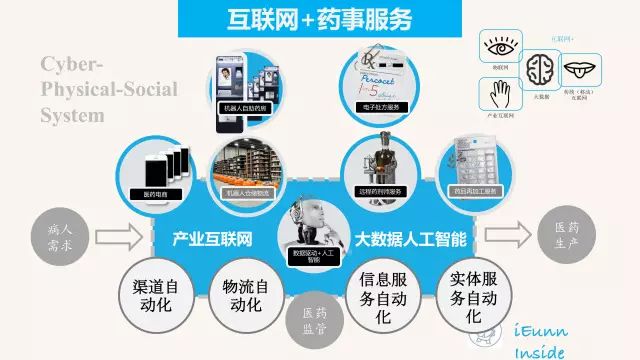 互联网+药事服务
Cyber-
Physical-Social
System
互联网+
物联网
大数据
传统（移动）
互联网
产业互联网
机器人自助药房
Percocet
电子处方服务
医药电商
机器人仓储物流
远程药剂师服务
药品再加工服务
病人
需求
产业互联网
大数据人工智能
数据驱动+人
工智能
医药
生产
渠道自
动化
物流自
动化
医药
监管
信息服
务自动
化
实体服
务自动
化
iEunn
Inside